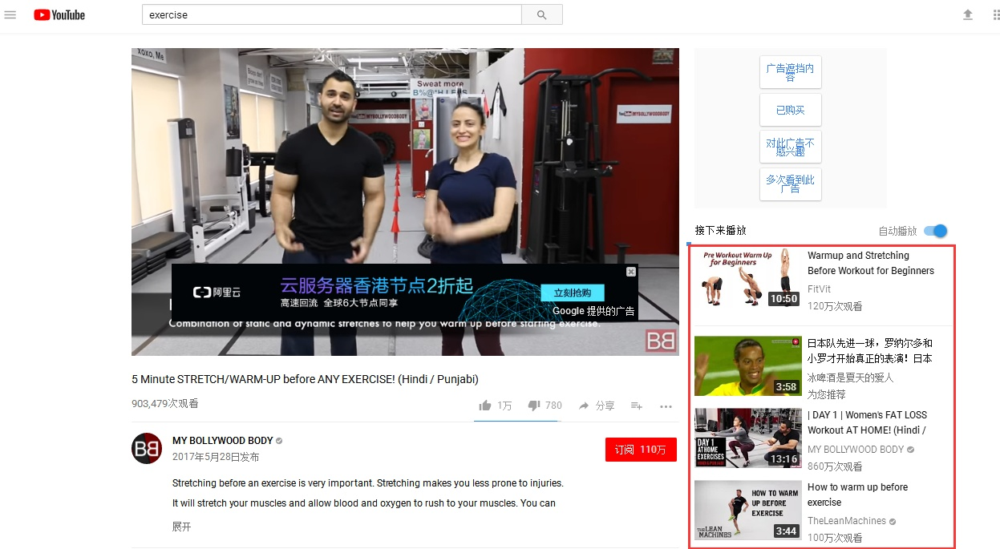 YouTube
exercise
xoxo, Me
Sweat more
B%@*H LESS
YouTube/MYBOLLYWOODBODY
阿里云
云服务器香港节点2折起
高速回流 全球6大节点同享
立刻抢购
Google 提供的广告
Combination of static and dynamic stretches to help you warm up before starting exercise.
BB
5 Minute STRETCH/WARM-UP before ANY EXERCISE! (Hindi / Punjabi)
903,479次观看
1万
780
分享
BB
MY BOLLYWOOD BODY
2017年5月28日发布
订阅 110万
Stretching before an exercise is very important. Stretching makes you less prone to injuries.
It will stretch your muscles and allow blood and oxygen to rush to your muscles. You can
展开
广告遮挡内
容
已购买
对此广告不
感兴趣
多次看到此
广告
接下来播放
自动播放
Pre Workout Warm Up
for Beginners
10:50
Warmup and Stretching
Before Workout for Beginners
FitVit
120万次观看
3:58
日本队先进一球，罗纳尔多和
小罗才开始真正的表演！日本
冰啤酒是夏天的爱人
为您推荐
DAY 1
ATHOME
EXERCISES
13:16
| DAY 1 | Women's FAT LOSS
Workout AT HOME! (Hindi /
MY BOLLYWOOD BODY
860万次观看
HOW TO WARM
UP BEFORE
EXERCISE
THE LEAN
MACHINES
3:44
How to warm up before
exercise
TheLeanMachines
100万次观看